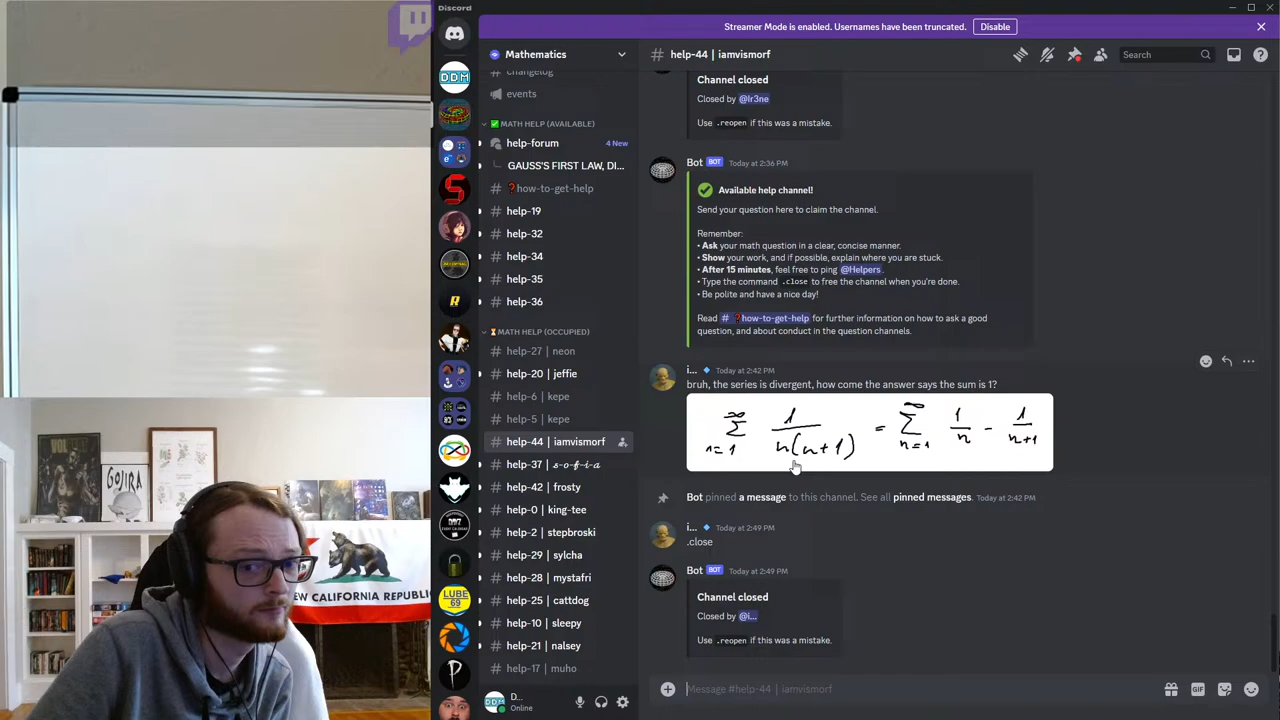 Discord
Streamer Mode is enabled. Usernames have been truncated.
Disable
Mathematics
# help-44 | iamvismorf
Search
changelog
events
MATH HELP (AVAILABLE)
help-forum
4 New
GAUSS'S FIRST LAW, DI...
# ❓how-to-get-help
# help-19
# help-32
# help-34
# help-35
# help-36
MATH HELP (OCCUPIED)
# help-27 | neon
# help-20 | jeffie
# help-6 | kepe
# help-5 | kepe
# help-44 | iamvismorf
# help-37 | s-o-f-i-a
# help-42 | frosty
# help-0 | king-tee
# help-2 | stepbroski
# help-29 | sylcha
# help-28 | mystafri
# help-25 | cattdog
# help-10 | sleepy
# help-21 | nalsey
# help-17 | muho
D...
Online
Channel closed
Closed by @lr3ne
Use .reopen if this was a mistake.
Bot BOT Today at 2:36 PM
Available help channel!
Send your question here to claim the channel.
Remember:
• Ask your math question in a clear, concise manner.
• Show your work, and if possible, explain where you are stuck.
• After 15 minutes, feel free to ping @Helpers.
• Type the command .close to free the channel when you're done.
• Be polite and have a nice day!
Read # ❓how-to-get-help for further information on how to ask a good
question, and about conduct in the question channels.
i... Today at 2:42 PM
bruh, the series is divergent, how come the answer says the sum is 1?
∞ Σ n=1 1/n(n+1) = ∞ Σ n=1 1/n - 1/n+1
Bot pinned a message to this channel. See all pinned messages. Today at 2:42 PM
i... Today at 2:49 PM
.close
Bot BOT Today at 2:49 PM
Channel closed
Closed by @i...
Use .reopen if this was a mistake.
Message #help-44 | iamvismorf
GIF
DDM
LUBE
69
GOJIRA
NEW CALIFORNIA REPUBLIC